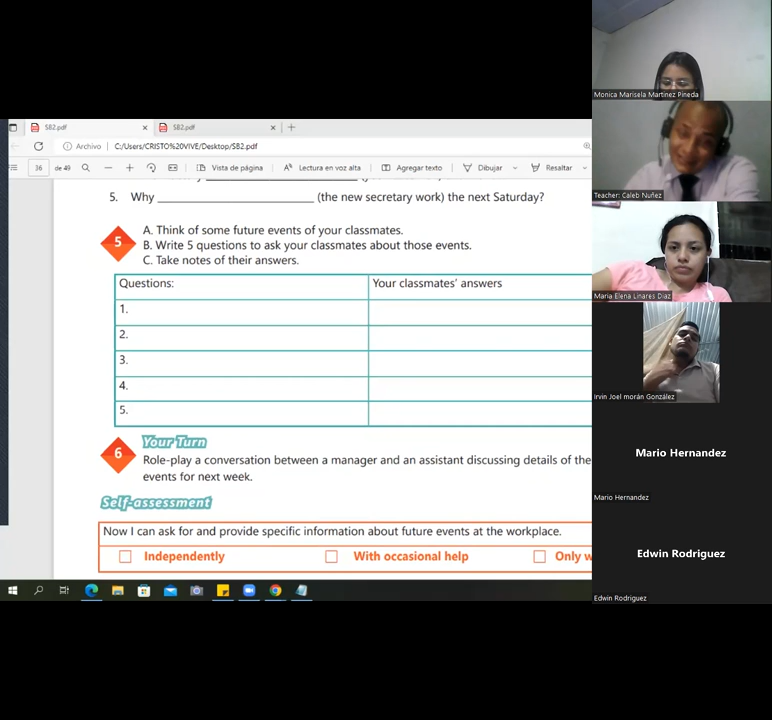 Monica Marisela Martinez Pineda
SB2.pdf
SB2.pdf
Archivo
C:/Users/CRISTO%20VIVE/Desktop/SB2.pdf
36
de 49
Vista de página
Lectura en voz alta
Agregar texto
Dibujar
Resaltar
Teacher: Caleb Nuñez
5. Why ______________________ (the new secretary work) the next Saturday?
5
A. Think of some future events of your classmates.
B. Write 5 questions to ask your classmates about those events.
C. Take notes of their answers.
Questions:
Your classmates' answers
1.
2.
3.
4.
5.
Maria Elena Linares Diaz
Irvin Joel morán González
6
Your Turn
Role-play a conversation between a manager and an assistant discussing details of the
events for next week.
Self-assessment
Now I can ask for and provide specific information about future events at the workplace.
Independently
With occasional help
Only w
Mario Hernandez
Mario Hernandez
Edwin Rodriguez
Edwin Rodriguez